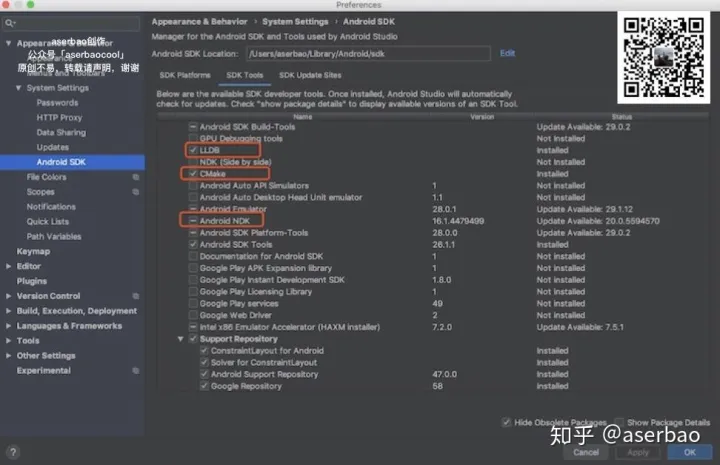 Preferences
Appearance & Behavior > System Settings > Android SDK
Manager for the Android SDK and Tools used by Android Studio
Android SDK Location: /Users/aserbao/Library/Android/sdk Edit
SDK Platforms SDK Tools SDK Update Sites
Below are the available SDK developer tools. Once installed, Android Studio will automatically
check for updates. Check "show package details" to display available versions of an SDK Tool.
Name Version Status
Android SDK Build-Tools Update Available: 29.0.2
GPU Debugging tools Not Installed
LLDB Installed
NDK (Side by side) Not Installed
CMake Installed
Android Auto API Simulators 1 Not installed
Android Auto Desktop Head Unit emulator 1.1 Not installed
Android Emulator 28.0.1 Update Available: 29.1.12
Android NDK 16.1.4479499 Update Available: 20.0.5594570
Android SDK Platform-Tools 28.0.0 Update Available: 29.0.2
Android SDK Tools 26.1.1 Installed
Documentation for Android SDK 1 Not installed
Google Play APK Expansion library 1 Not installed
Google Play Instant Development SDK 1.8.0 Not installed
Google Play Licensing Library 1 Not installed
Google Play services 49 Not installed
Google Web Driver 2 Not installed
Intel x86 Emulator Accelerator (HAXM installer) 7.2.0 Update Available: 7.5.1
Support Repository
ConstraintLayout for Android Installed
Solver for ConstraintLayout Installed
Android Support Repository 47.0.0 Installed
Google Repository 58 Installed
Hide Obsolete Packages Show Package Details
Cancel Apply OK
Appearance & Behavior
Appearance
Menus and Toolbars
System Settings
Passwords
HTTP Proxy
Data Sharing
Updates
Android SDK
File Colors
Scopes
Notifications
Quick Lists
Path Variables
Keymap
Editor
Plugins
Version Control
Build, Execution, Deployment
Languages & Frameworks
Tools
Other Settings
Experimental
?
aserbao创作
公众号「aserbaocool」
原创不易，转载请声明，谢谢
知乎 @aserbao